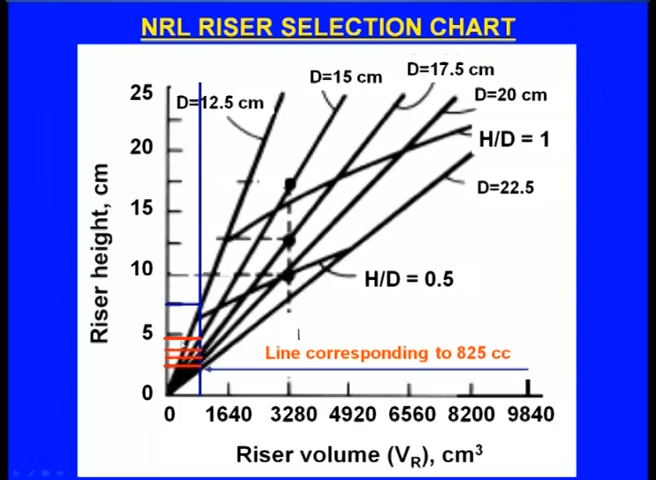 NRL RISER SELECTION CHART
D=12.5 cm
D=15 cm
D=17.5 cm
D=20 cm
H/D = 1
D=22.5
H/D = 0.5
Riser height, cm
25
20
15
10
5
0
Line corresponding to 825 cc
0 1640 3280 4920 6560 8200 9840
Riser volume (V_R), cm³